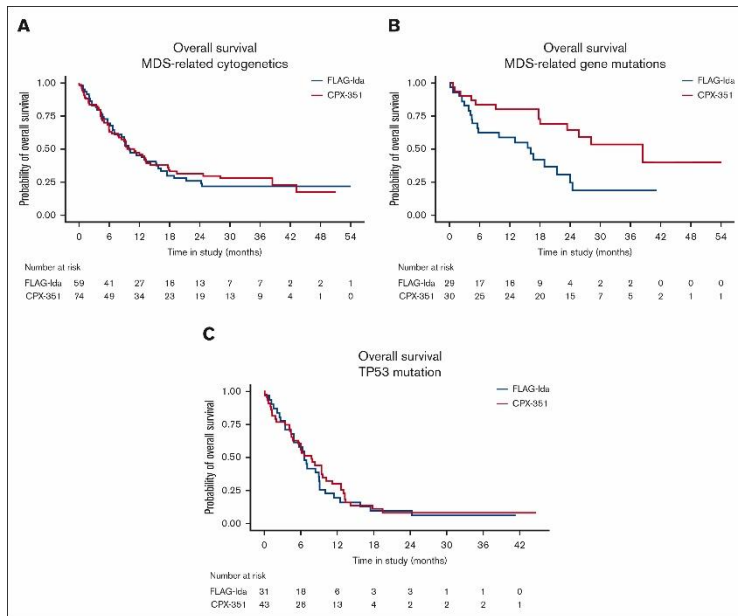 A
Overall survival
MDS-related cytogenetics
FLAG-Ida
CPX-351
Probability of overall survival
1.00
0.75
0.50
0.25
0.00
0 6 12 18 24 30 36 42 48 54
Time in study (months)
Number at risk
FLAG-Ida 59 41 27 16 13 7 7 2 2 1
CPX-351 74 49 34 23 19 13 9 4 1 0
B
Overall survival
MDS-related gene mutations
FLAG-Ida
CPX-351
Probability of overall survival
1.00
0.75
0.50
0.25
0.00
0 6 12 18 24 30 36 42 48 54
Time in study (months)
Number at risk
FLAG-Ida 29 17 16 9 4 2 2 0 0 0
CPX-351 30 25 24 20 15 7 5 2 1 1
C
Overall survival
TP53 mutation
FLAG-Ida
CPX-351
Probability of overall survival
1.00
0.75
0.50
0.25
0.00
0 6 12 18 24 30 36 42
Time in study (months)
Number at risk
FLAG-Ida 31 18 6 3 3 1 1 0
CPX-351 43 26 13 4 2 2 2 1